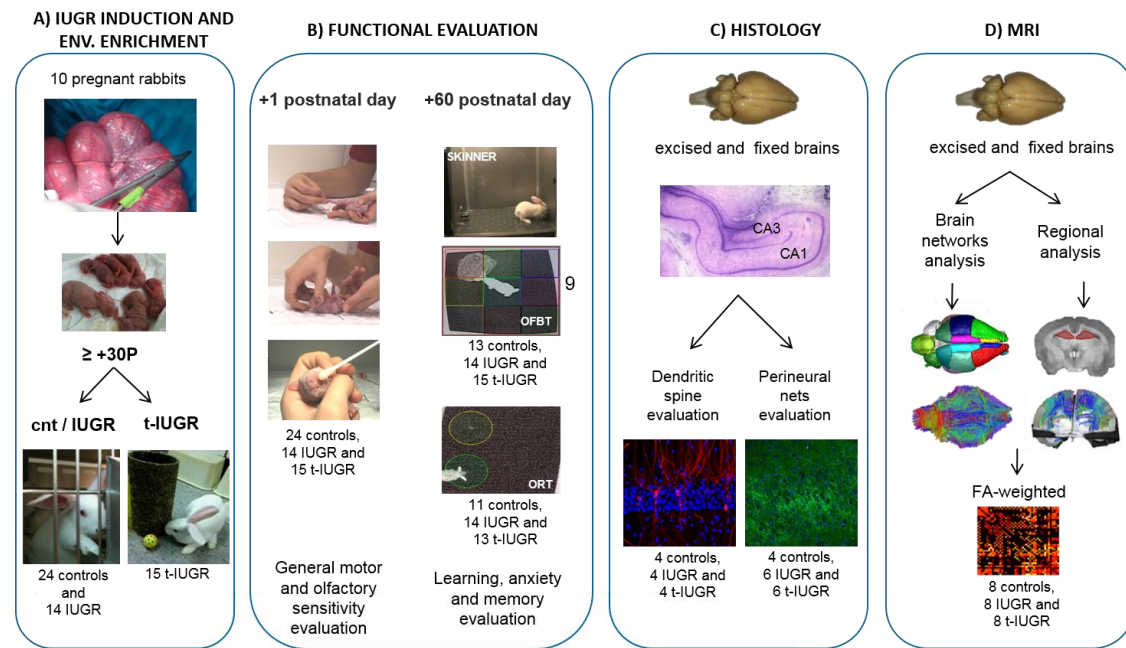 A) IUGR INDUCTION AND
ENV. ENRICHMENT
10 pregnant rabbits
≥ +30P
cnt / IUGR
t-IUGR
24 controls
and
14 IUGR
15 t-IUGR
B) FUNCTIONAL EVALUATION
+1 postnatal day
24 controls,
14 IUGR and
15 t-IUGR
General motor
and olfactory
sensitivity
evaluation
+60 postnatal day
SKINNER
9
OFBT
13 controls,
14 IUGR and
15 t-IUGR
ORT
11 controls,
14 IUGR and
13 t-IUGR
Learning, anxiety
and memory
evaluation
C) HISTOLOGY
excised and fixed brains
CA3
CA1
Dendritic
spine
evaluation
4 controls,
4 IUGR and
4 t-IUGR
Perineural
nets
evaluation
4 controls,
6 IUGR and
6 t-IUGR
D) MRI
excised and fixed brains
Brain
networks
analysis
Regional
analysis
FA-weighted
8 controls,
8 IUGR and
8 t-IUGR